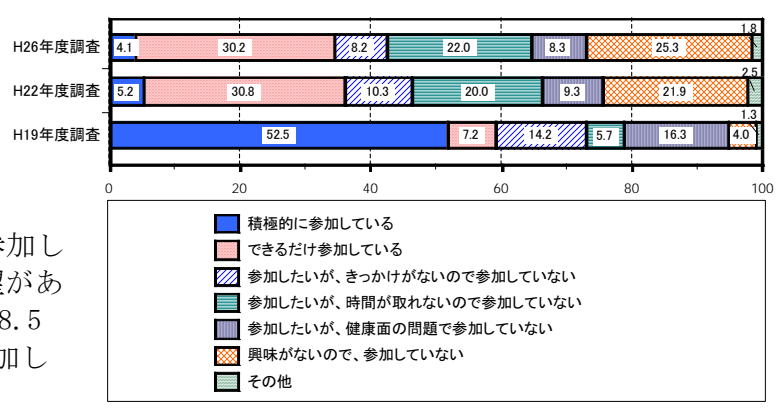 1.8
H26年度調査 4.1 30.2 8.2 22.0 8.3 25.3
2.5
H22年度調査 5.2 30.8 10.3 20.0 9.3 21.9
1.3
H19年度調査 52.5 7.2 14.2 5.7 16.3 4.0
0 20 40 60 80 100
積極的に参加している
できるだけ参加している
参加したいが、きっかけがないので参加していない
参加したいが、時間が取れないので参加していない
参加したいが、健康面の問題で参加していない
興味がないので、参加していない
その他
参加し
望があ
8.5
加し